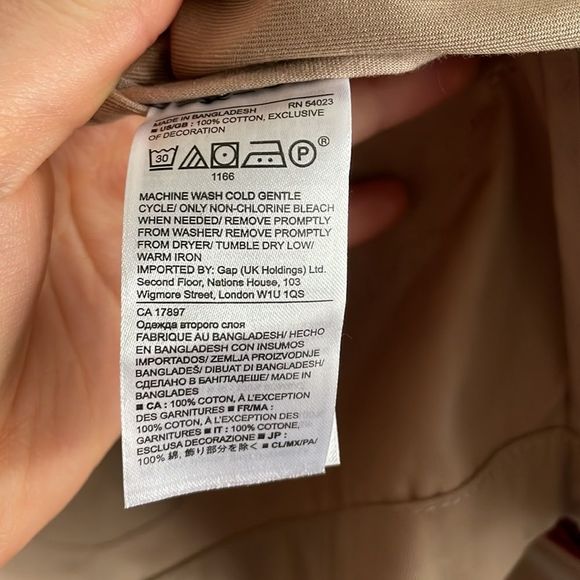 MADE IN BANGLADESH RN 54023
■ US/GB : 100% COTTON, EXCLUSIVE
OF DECORATION
30 P ®
1166
MACHINE WASH COLD GENTLE
CYCLE/ ONLY NON-CHLORINE BLEACH
WHEN NEEDED/ REMOVE PROMPTLY
FROM WASHER/ REMOVE PROMPTLY
FROM DRYER/ TUMBLE DRY LOW/
WARM IRON
IMPORTED BY: Gap (UK Holdings) Ltd.
Second Floor, Nations House, 103
Wigmore Street, London W1U 1QS
CA 17897
Одежда второго слоя
FABRIQUE AU BANGLADESH/ HECHO
EN BANGLADESH CON INSUMOS
IMPORTADOS/ ZEMLJA PROIZVODNJE
BANGLADEŠ/ DIBUAT DI BANGLADESH/
СДЕЛАНО В БАНГЛАДЕШЕ/ MADE IN
BANGLADESH
■ CA : 100% COTON, À L'EXCEPTION
DES GARNITURES ■ FR/MA :
100% COTON, À L'EXCEPTION DES
GARNITURES ■ IT : 100% COTONE,
ESCLUSA DECORAZIONE ■ JP :
100% 綿, 飾り部分を除く ■ CL/MX/PA/